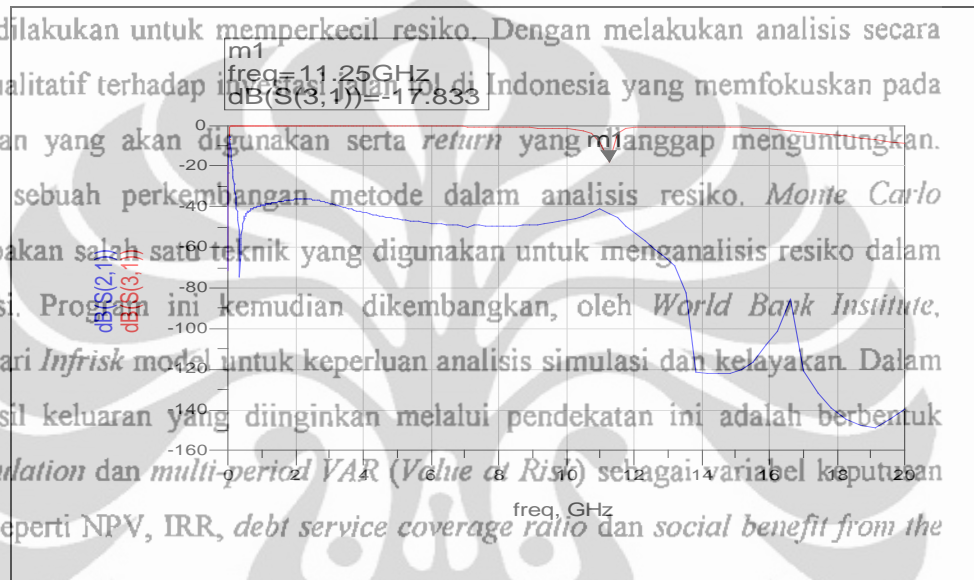 dilakukan untuk memperkecil resiko. Dengan melakukan analisis secara
m1
freq=11.25GHz
dB(S(3,1))=-17.833
alitatif terhadap investasi jalan tol di Indonesia yang memfokuskan pada
an yang akan digunakan serta return yang dianggap menguntungkan.
m1
sebuah perkembangan metode dalam analisis resiko. Monte Carlo
pakan salah satu teknik yang digunakan untuk menganalisis resiko dalam
si. Program ini kemudian dikembangkan, oleh World Bank Institute,
ari Infrisk model untuk keperluan analisis simulasi dan kelayakan. Dalam
sil keluaran yang diinginkan melalui pendekatan ini adalah berbentuk
ulation dan multi-period VAR (Value at Risk) sebagai variabel keputusan
eperti NPV, IRR, debt service coverage ratio dan social benefit from the
0
-20
-40
-60
-80
-100
-120
-140
-160
dB(S(2,1))
dB(S(3,1))
0 2 4 6 8 10 12 14 16 18 20
freq, GHz